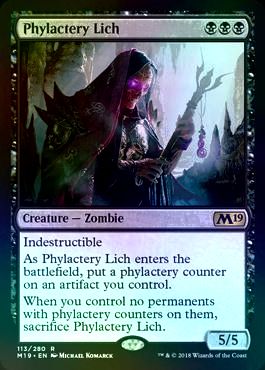 Phylactery Lich
Creature — Zombie
M19
Indestructible
As Phylactery Lich enters the
battlefield, put a phylactery counter
on an artifact you control.
When you control no permanents
with phylactery counters on them,
sacrifice Phylactery Lich.
5/5
113/280 R
M19 • EN Michael Komarck
™ & © 2018 Wizards of the Coast